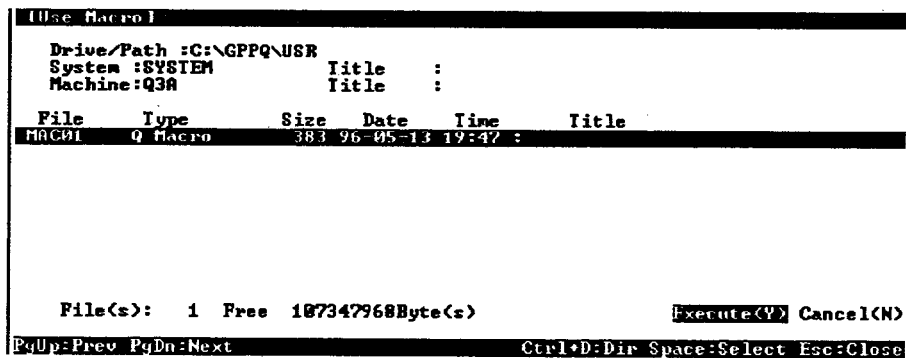 [Use Macro]
Drive/Path :C:\GPPQ\USR
System :SYSTEM Title :
Machine:Q3A Title :
File Type Size Date Time Title
MAC01 Q Macro 383 96-05-13 19:47 :
File(s): 1 Free 107347968Byte(s) Execute(Y) Cancel(N)
PgUp:Prev PgDn:Next Ctrl+D:Dir Space:Select Esc:Close